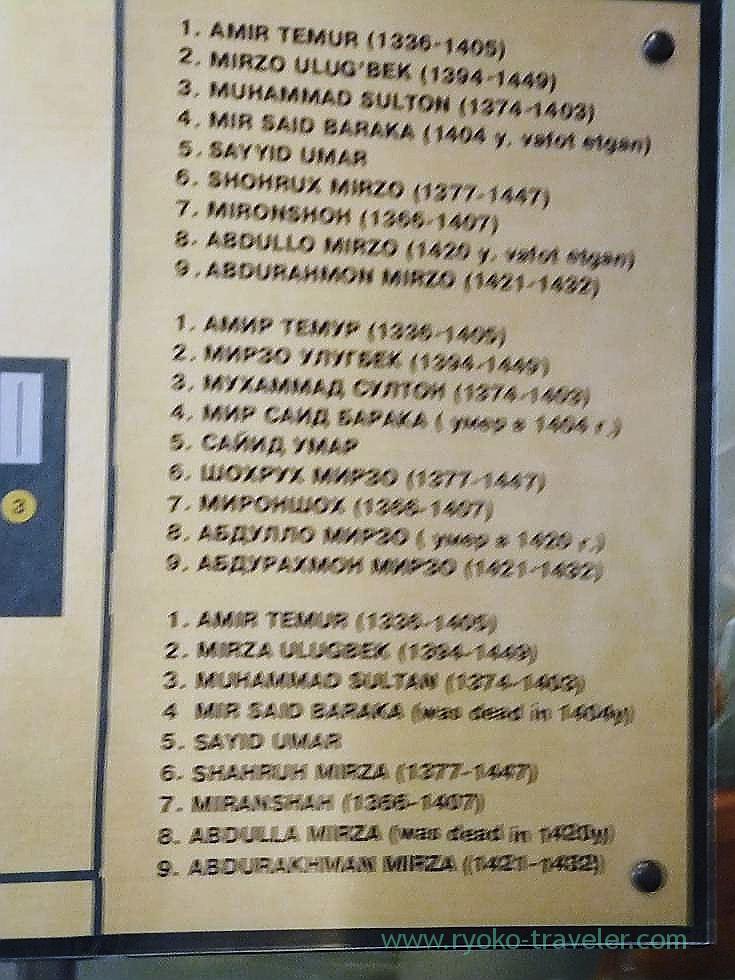 1. AMIR TEMUR (1336-1405)
2. MIRZO ULUG'BEK (1394-1449)
3. MUHAMMAD SULTON (1374-1403)
4. MIR SAID BARAKA (1404 y. vafot etgan)
5. SAYYID UMAR
6. SHOHRUX MIRZO (1377-1447)
7. MIRONSHOH (1366-1407)
8. ABDULLO MIRZO (1420 y. vafot etgan)
9. ABDURAHMON MIRZO (1421-1432)
1. АМИР ТЕМУР (1336-1405)
2. МИРЗО УЛУГБЕК (1394-1449)
3. МУХАММАД СУЛТОН (1374-1403)
4. МИР САИД БАРАКА ( умер в 1404 г.)
5. САЙИД УМАР
6. ШОХРУХ МИРЗО (1377-1447)
7. МИРОНШОХ (1366-1407)
8. АБДУЛЛО МИРЗО ( умер в 1420 г.)
9. АБДУРАХМОН МИРЗО (1421-1432)
1. AMIR TEMUR (1336-1405)
2. MIRZA ULUGBEK (1394-1449)
3. MUHAMMAD SULTAN (1374-1403)
4 MIR SAID BARAKA (was dead in 1404y)
5. SAYID UMAR
6. SHAHRUH MIRZA (1377-1447)
7. MIRANSHAH (1366-1407)
8. ABDULLA MIRZA (was dead in 1420y)
9. ABDURAKHMAN MIRZA (1421-1432)
3
www.ryoko-traveler.com